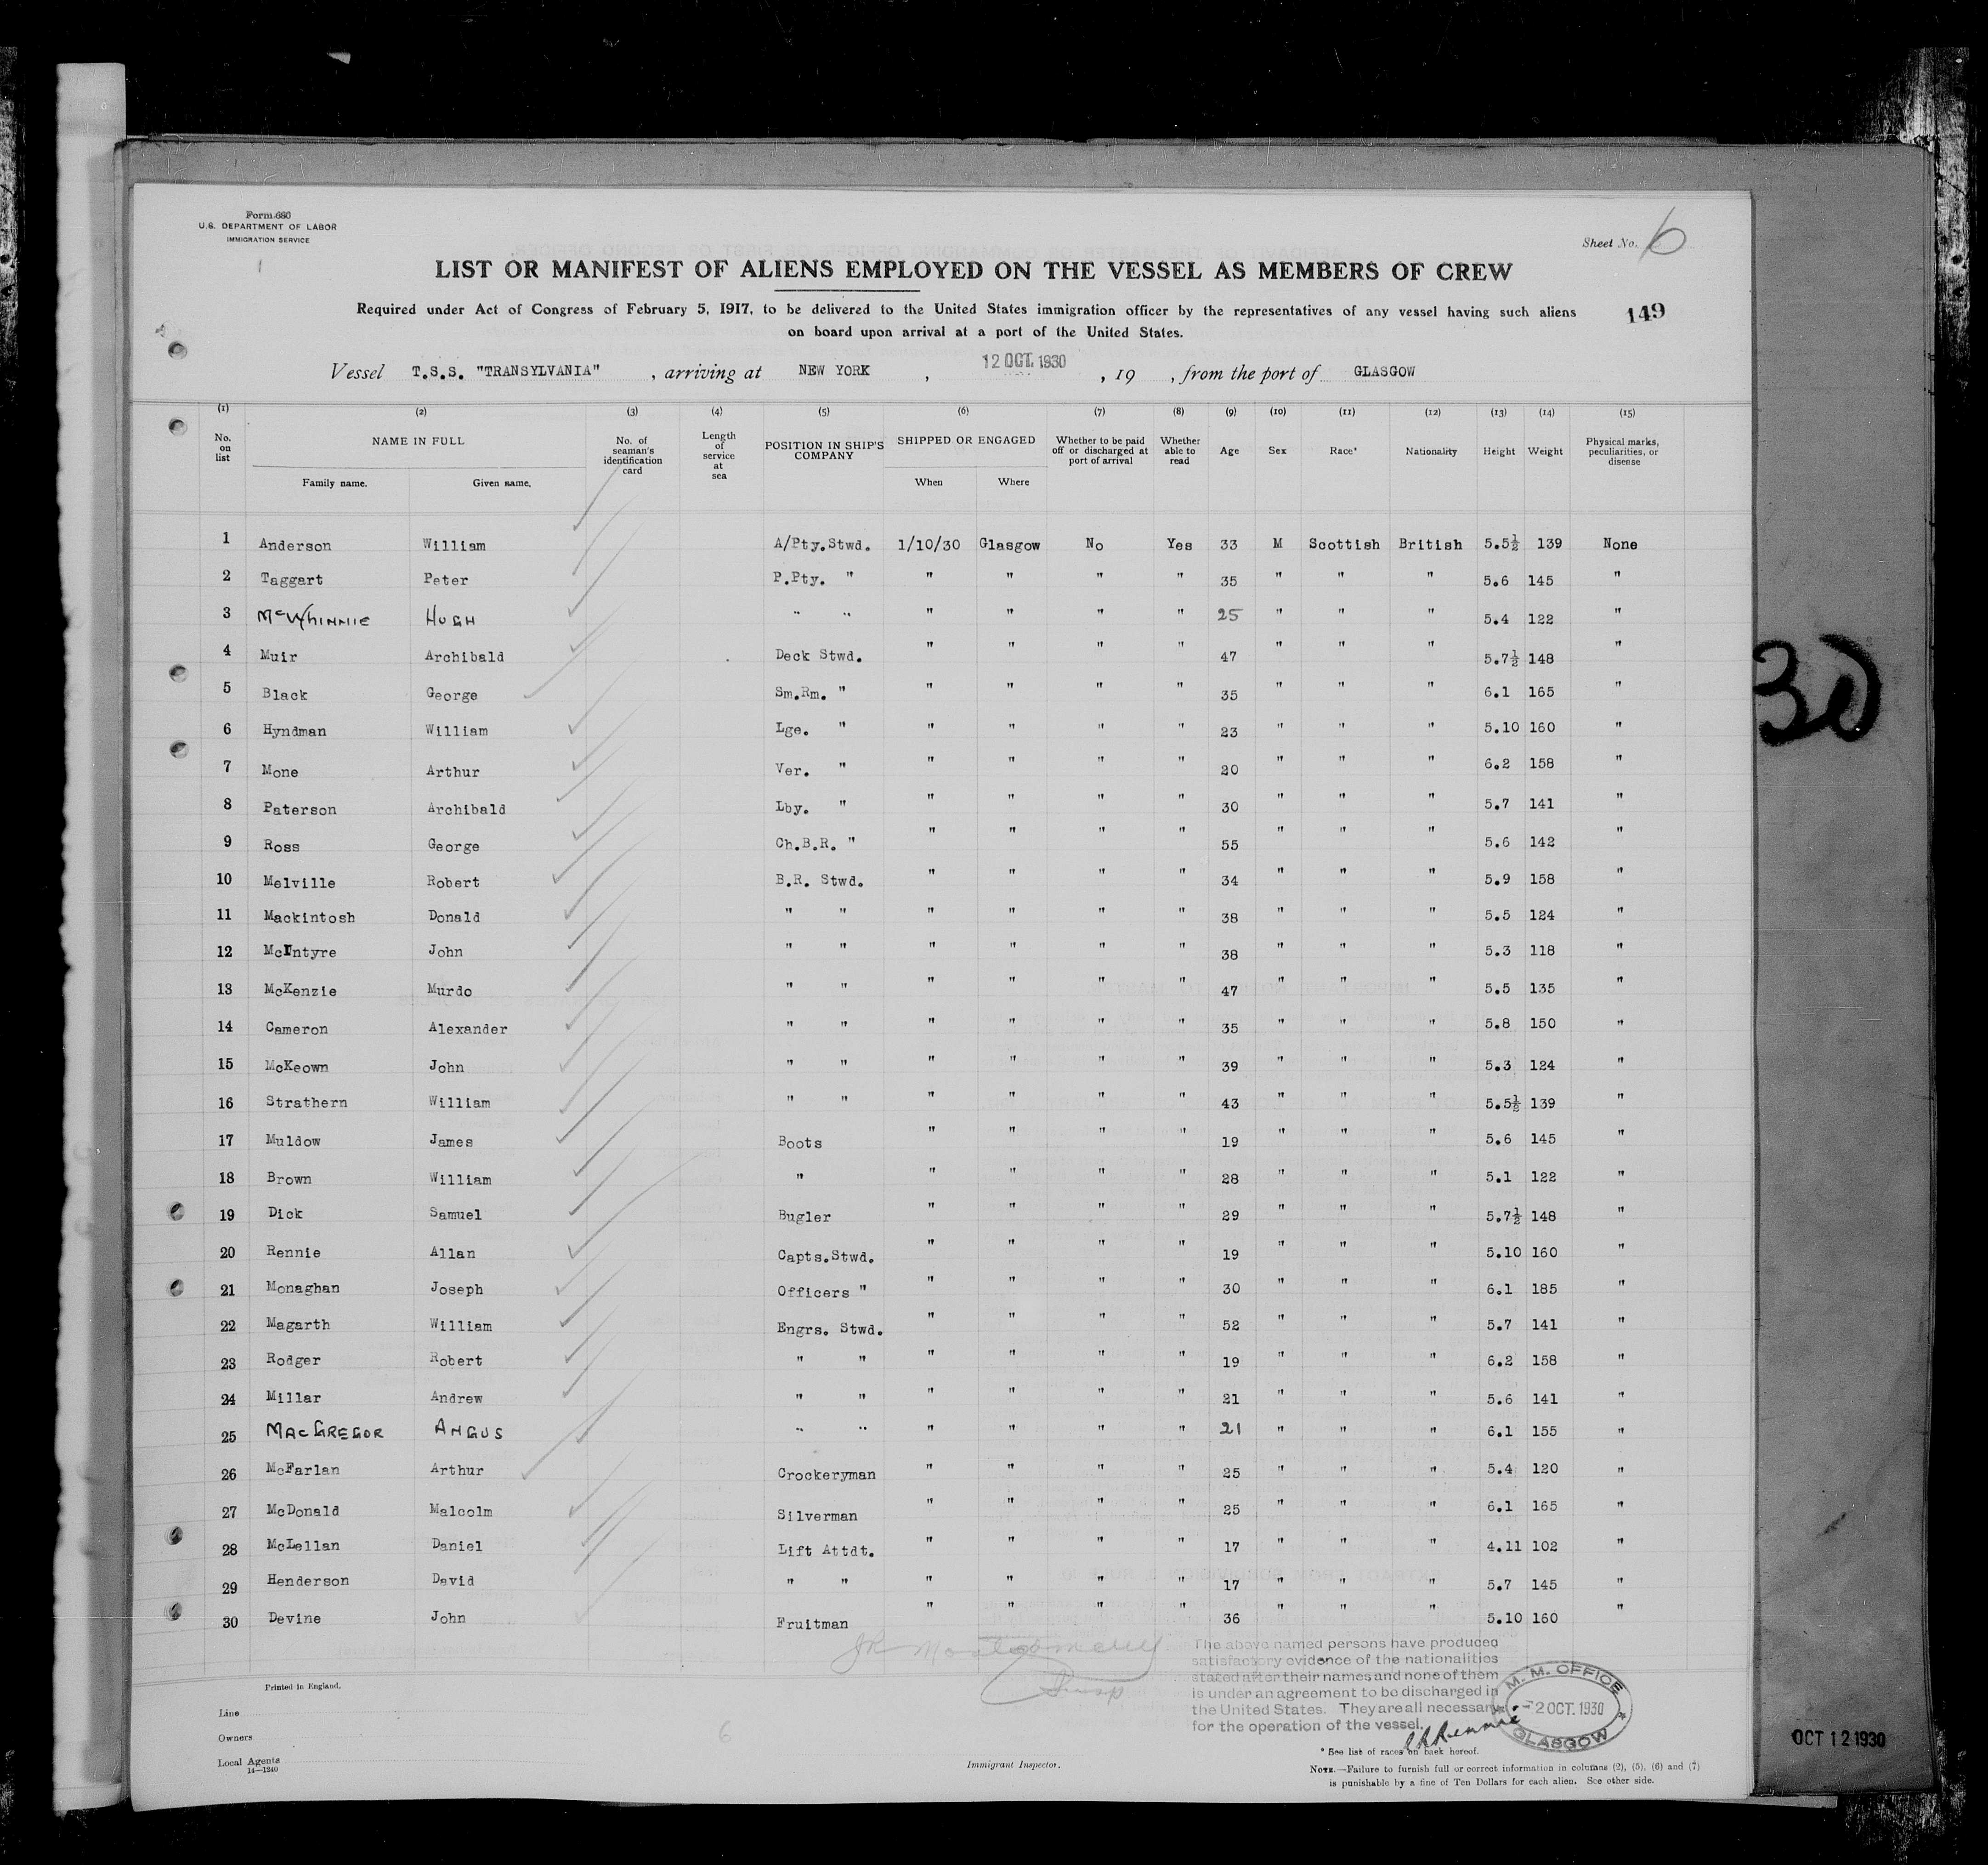 Form 686
U.S. DEPARTMENT OF LABOR
IMMIGRATION SERVICE
Sheet No. 6
LIST OR MANIFEST OF ALIENS EMPLOYED ON THE VESSEL AS MEMBERS OF CREW
Required under Act of Congress of February 5, 1917, to be delivered to the United States immigration officer by the representatives of any vessel having such aliens
on board upon arrival at a port of the United States.
149
Vessel T.S.S. "TRANSYLVANIA" , arriving at NEW YORK , 12 OCT. 1930 , 19 , from the port of GLASGOW
(1) (2) (3) (4) (5) (6) (7) (8) (9) (10) (11) (12) (13) (14) (15)
No. on list NAME IN FULL Family name. Given name. No. of seaman's identification card Length of service at sea POSITION IN SHIP'S COMPANY SHIPPED OR ENGAGED When Where Whether to be paid off or discharged at port of arrival Whether able to read Age Sex Race* Nationality Height Weight Physical marks, peculiarities, or disease
1 Anderson William A/Pty.Stwd. 1/10/30 Glasgow No Yes 33 M Scottish British 5.5½ 139 None
2 Taggart Peter P.Pty. " " " " " 35 " " " 5.6 145 "
3 McWhinnie Hugh " " " " " " 25 " " " 5.4 122 "
4 Muir Archibald Deck Stwd. " " " " 47 " " " 5.7½ 148 "
5 Black George Sm.Rm. " " " " " 35 " " " 6.1 165 "
6 Hyndman William Lge. " " " " " 23 " " " 5.10 160 "
7 Mone Arthur Ver. " " " " " 20 " " " 6.2 158 "
8 Paterson Archibald Lby. " " " " " 30 " " " 5.7 141 "
9 Ross George Ch.B.R. " " " " " 55 " " " 5.6 142 "
10 Melville Robert B.R. Stwd. " " " " 34 " " " 5.9 158 "
11 Mackintosh Donald " " " " " " 38 " " " 5.5 124 "
12 McIntyre John " " " " " " 38 " " " 5.3 118 "
13 McKenzie Murdo " " " " " " 47 " " " 5.5 135 "
14 Cameron Alexander " " " " " " 35 " " " 5.8 150 "
15 McKeown John " " " " " " 39 " " " 5.3 124 "
16 Strathern William " " " " " " 43 " " " 5.5½ 139 "
17 Muldow James Boots " " " " 19 " " " 5.6 145 "
18 Brown William " " " " " 28 " " " 5.1 122 "
19 Dick Samuel Bugler " " " " 29 " " " 5.7½ 148 "
20 Rennie Allan Capts.Stwd. " " " " 19 " " " 5.10 160 "
21 Monaghan Joseph Officers " " " " " 30 " " " 6.1 185 "
22 Magarth William Engrs. Stwd. " " " " 52 " " " 5.7 141 "
23 Rodger Robert " " " " " " 19 " " " 6.2 158 "
24 Millar Andrew " " " " " " 21 " " " 5.6 141 "
25 MacGregor Angus " " " " " " 21 " " " 6.1 155 "
26 McFarlan Arthur Crockeryman " " " " 25 " " " 5.4 120 "
27 McDonald Malcolm Silverman " " " " 25 " " " 6.1 165 "
28 McLellan Daniel Lift Attdt. " " " " 17 " " " 4.11 102 "
29 Henderson David " " " " " " 17 " " " 5.7 145 "
30 Devine John Fruitman " " " " 36 " " " 5.10 160 "
The above named persons have produced
satisfactory evidence of the nationalities
stated after their names and none of them
is under an agreement to be discharged in
the United States. They are all necessary
for the operation of the vessel.
M. M. OFFICE
-2 OCT. 1930
GLASGOW
Printed in England.
Line
Owners
Local Agents
14—1240
6
Immigrant Inspector.
* See list of races on back hereof.
NOTE.—Failure to furnish full or correct information in columns (2), (5), (6) and (7)
is punishable by a fine of Ten Dollars for each alien. See other side.
30
OCT 12 1930